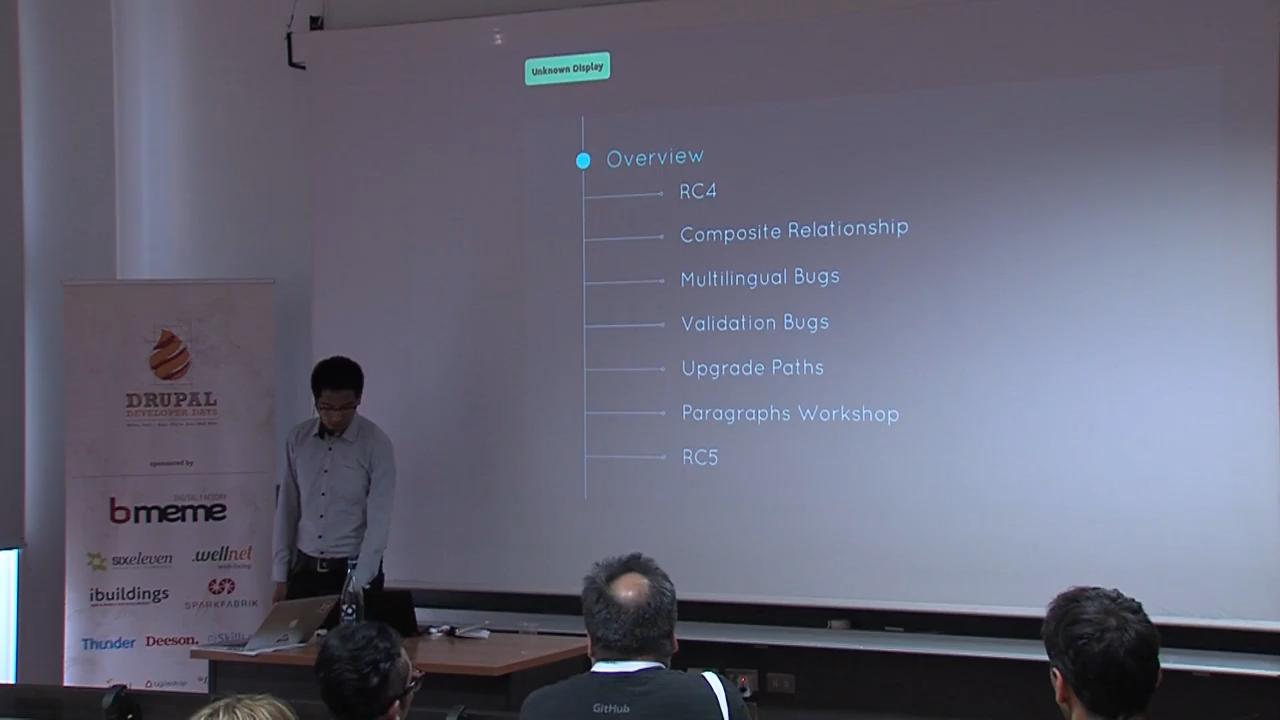 Unknown Display
Overview
RC4
Composite Relationship
Multilingual Bugs
Validation Bugs
Upgrade Paths
Paragraphs Workshop
RC5
DRUPAL
DEVELOPER DAYS
sponsored by
DIGITAL FACTORY
bmeme
sixeleven
.wellnet
ibuildings
SPARKFABRIK
Thunder
Deeson.
GitHub